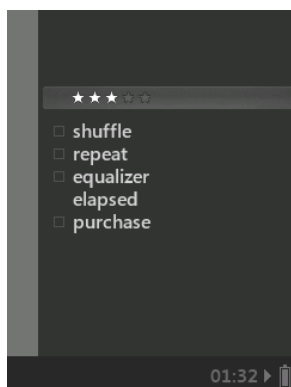 shuffle
repeat
equalizer
elapsed
purchase
01:32